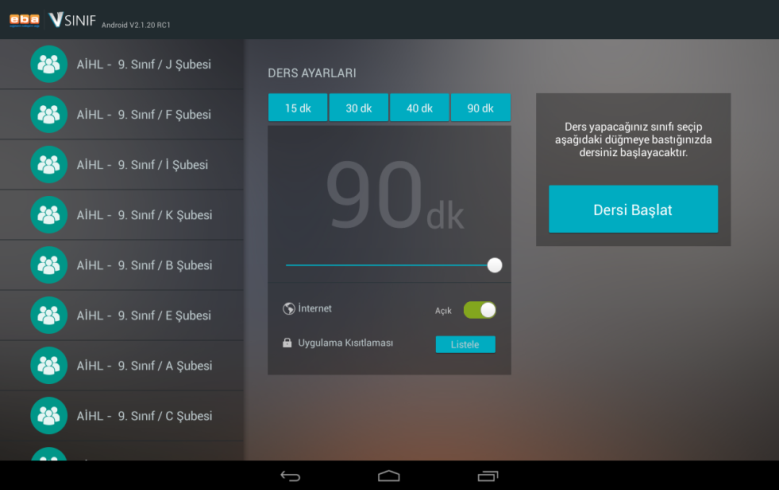 eba
VSINIF Android V2.1.20 RC1
AİHL - 9. Sınıf / J Şubesi
AİHL - 9. Sınıf / F Şubesi
AİHL - 9. Sınıf / İ Şubesi
AİHL - 9. Sınıf / K Şubesi
AİHL - 9. Sınıf / B Şubesi
AİHL - 9. Sınıf / E Şubesi
AİHL - 9. Sınıf / A Şubesi
AİHL - 9. Sınıf / C Şubesi
DERS AYARLARI
15 dk
30 dk
40 dk
90 dk
90 dk
İnternet
Açık
Uygulama Kısıtlaması
Listele
Ders yapacağınız sınıfı seçip
aşağıdaki düğmeye bastığınızda
dersiniz başlayacaktır.
Dersi Başlat